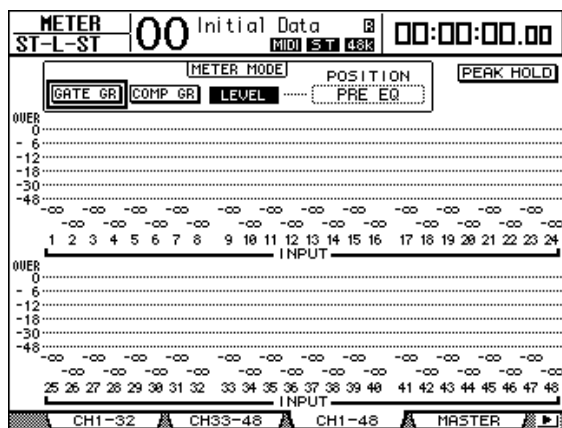 METER
ST-L-ST
00
Initial Data
R
MIDI ST 48K
00:00:00.00
METER MODE
POSITION
PEAK HOLD
GATE GR COMP GR LEVEL PRE EQ
OVER
0
- 6
-12
-18
-30
-48
-∞ -∞ -∞ -∞ -∞ -∞ -∞ -∞ -∞ -∞ -∞ -∞
-∞ -∞ -∞ -∞ -∞ -∞ -∞ -∞ -∞ -∞ -∞ -∞
1 2 3 4 5 6 7 8 9 10 11 12 13 14 15 16 17 18 19 20 21 22 23 24
INPUT
OVER
0
- 6
-12
-18
-30
-48
-∞ -∞ -∞ -∞ -∞ -∞ -∞ -∞ -∞ -∞ -∞ -∞
-∞ -∞ -∞ -∞ -∞ -∞ -∞ -∞ -∞ -∞ -∞ -∞
25 26 27 28 29 30 31 32 33 34 35 36 37 38 39 40 41 42 43 44 45 46 47 48
INPUT
CH1-32 CH33-48 CH1-48 MASTER